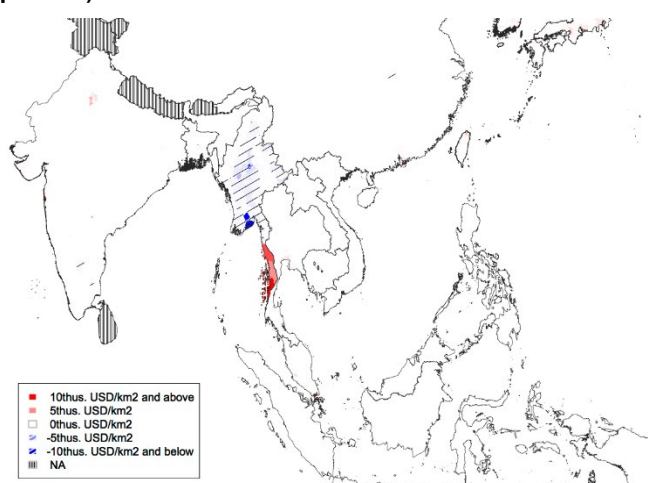 10thus. USD/km2 and above
5thus. USD/km2
0thus. USD/km2
-5thus. USD/km2
-10thus. USD/km2 and below
NA